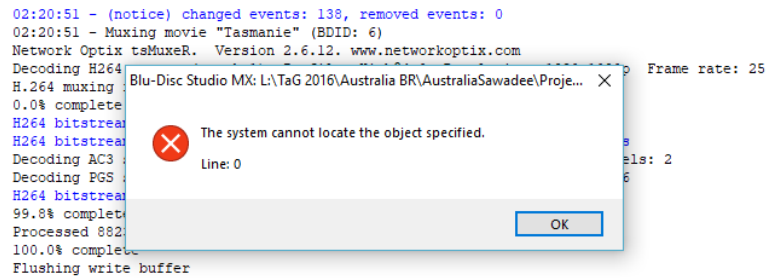 02:20:51 - (notice) changed events: 138, removed events: 0
02:20:51 - Muxing movie "Tasmanie" (BDID: 6)
Network Optix tsMuxeR.  Version 2.6.12. www.networkoptix.com
Decoding H264
Frame rate: 25
Blu-Disc Studio MX: L:\TaG 2016\Australia BR\AustraliaSawadee\Proje...
H.264 muxing
0.0% complete
H264 bitstrea
H264 bitstrea
The system cannot locate the object specified.
Decoding AC3
els: 2
Line: 0
Decoding PGS
H264 bitstrea
99.8% complet
Processed 882
OK
100.0% complete
Flushing write buffer